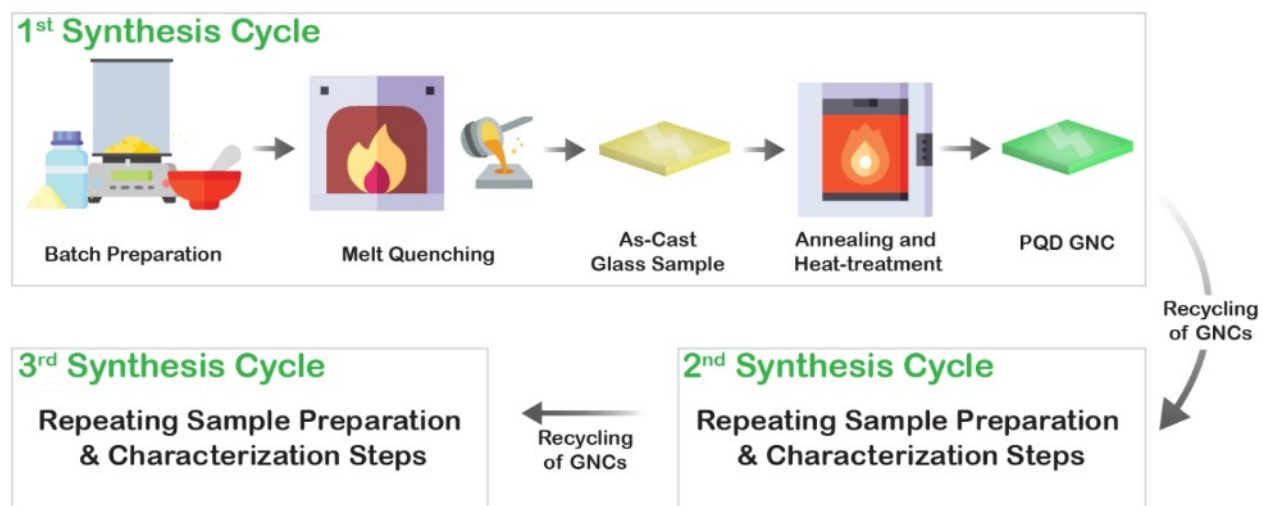 1st Synthesis Cycle
Batch Preparation
Melt Quenching
As-Cast
Glass Sample
Annealing and
Heat-treatment
PQD GNC
Recycling
of GNCs
2nd Synthesis Cycle
Repeating Sample Preparation
& Characterization Steps
Recycling
of GNCs
3rd Synthesis Cycle
Repeating Sample Preparation
& Characterization Steps